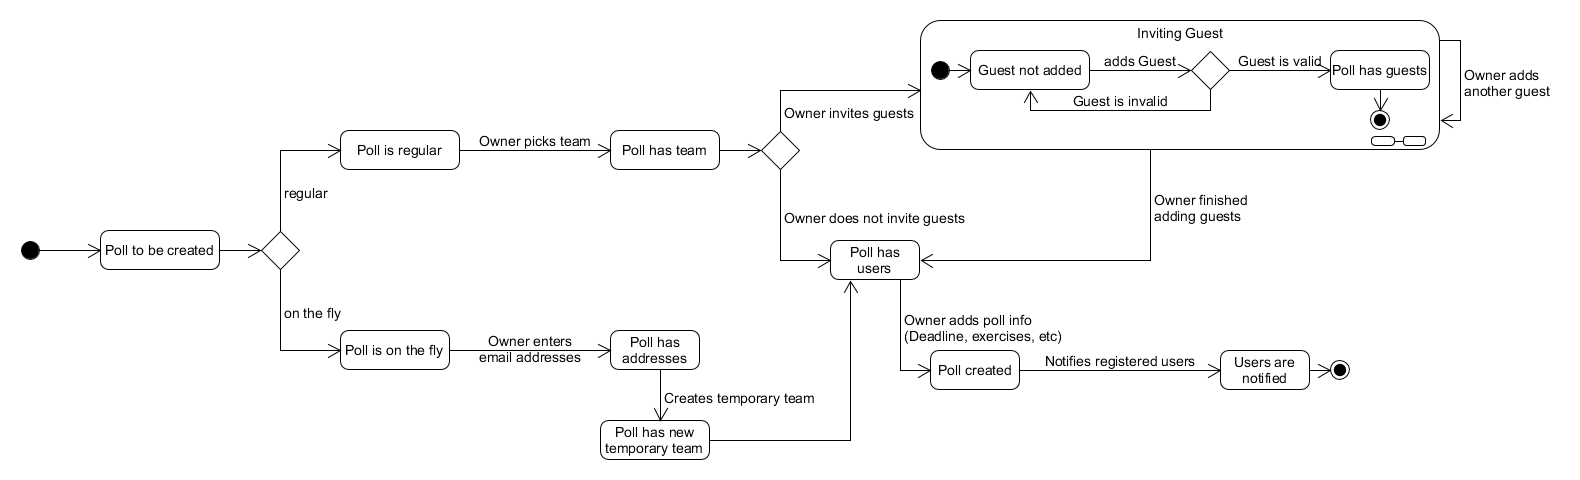 Inviting Guest
Guest not added
adds Guest
Guest is valid
Poll has guests
Guest is invalid
Owner adds
another guest
Owner invites guests
Poll is regular
Owner picks team
Poll has team
regular
Owner finished
adding guests
Owner does not invite guests
Poll to be created
Poll has
users
on the fly
Owner adds poll info
(Deadline, exercises, etc)
Poll is on the fly
Owner enters
email addresses
Poll has
addresses
Poll created
Notifies registered users
Users are
notified
Creates temporary team
Poll has new
temporary team